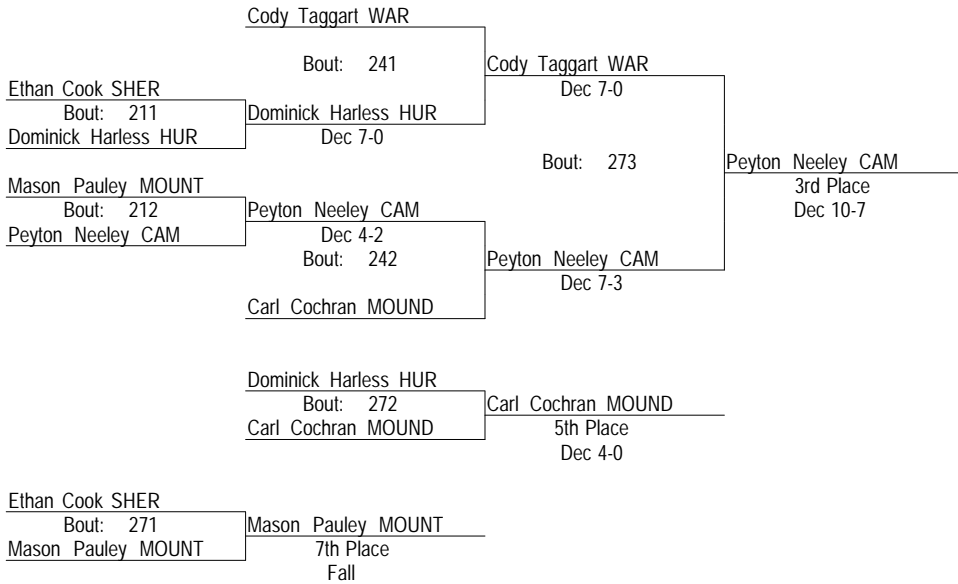 Cody Taggart WAR
Bout: 241
Cody Taggart WAR
Ethan Cook SHER
Dec 7-0
Bout: 211
Dominick Harless HUR
Dominick Harless HUR
Dec 7-0
Bout: 273
Peyton Neeley CAM
Mason Pauley MOUNT
3rd Place
Bout: 212
Peyton Neeley CAM
Dec 10-7
Peyton Neeley CAM
Dec 4-2
Bout: 242
Peyton Neeley CAM
Dec 7-3
Carl Cochran MOUND
Dominick Harless HUR
Bout: 272
Carl Cochran MOUND
Carl Cochran MOUND
5th Place
Dec 4-0
Ethan Cook SHER
Bout: 271
Mason Pauley MOUNT
Mason Pauley MOUNT
7th Place
Fall